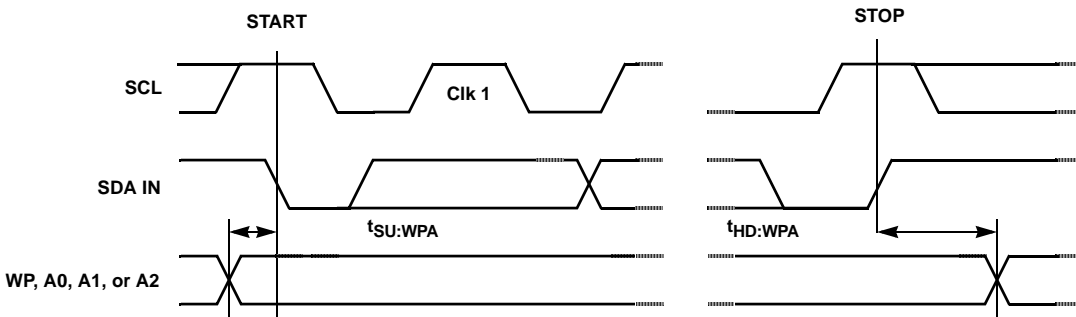 START
STOP
SCL
Clk 1
SDA IN
tSU:WPA
tHD:WPA
WP, A0, A1, or A2